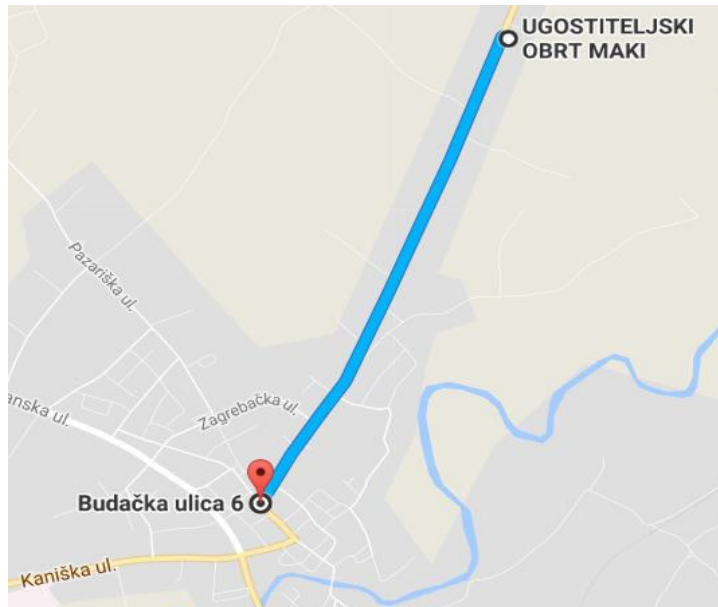 UGOSTITELJSKI
OBRT MAKI
Pazariška ul.
anska ul.
Zagrebačka ul.
Budačka ulica 6
Kaniška ul.